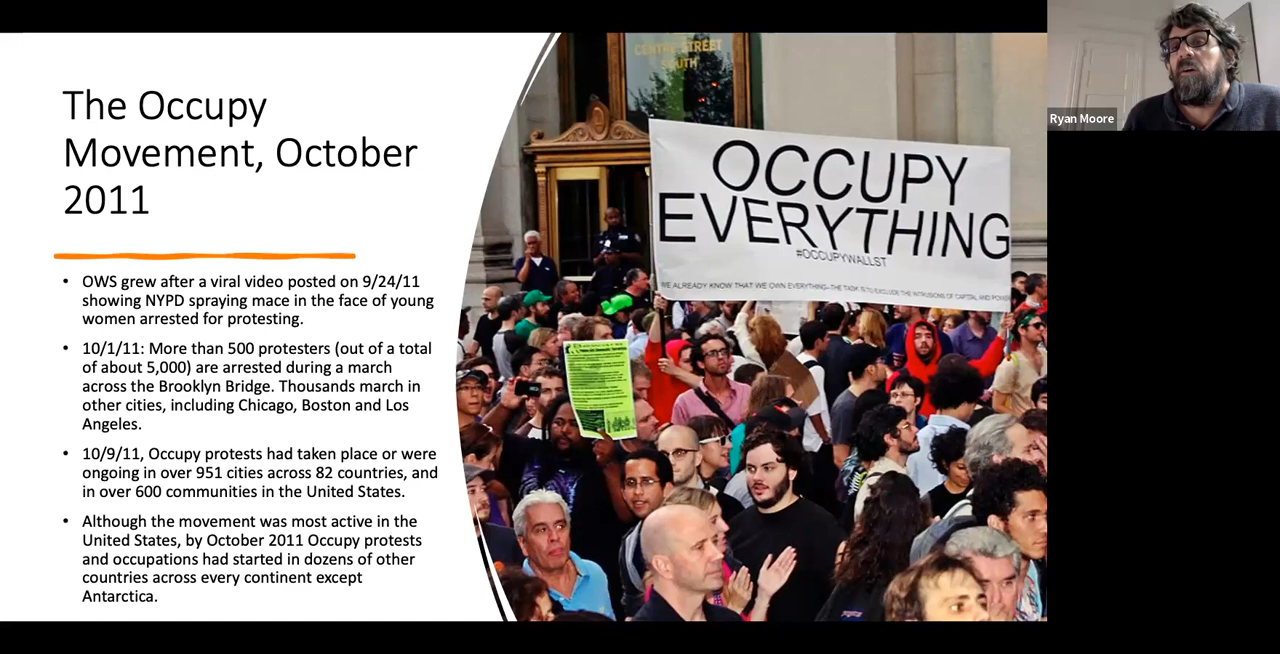 The Occupy
Movement, October
2011
• OWS grew after a viral video posted on 9/24/11
showing NYPD spraying mace in the face of young
women arrested for protesting.
• 10/1/11: More than 500 protesters (out of a total
of about 5,000) are arrested during a march
across the Brooklyn Bridge. Thousands march in
other cities, including Chicago, Boston and Los
Angeles.
• 10/9/11, Occupy protests had taken place or were
ongoing in over 951 cities across 82 countries, and
in over 600 communities in the United States.
• Although the movement was most active in the
United States, by October 2011 Occupy protests
and occupations had started in dozens of other
countries across every continent except
Antarctica.
CENTRE STREET
SOUTH
OCCUPY
EVERYTHING
#OCCUPYWALLST
WE ALREADY KNOW THAT WE OWN EVERYTHING—THE TASK IS TO EXCLUDE THE INTRUSIONS OF CAPITAL AND POWER
Ryan Moore